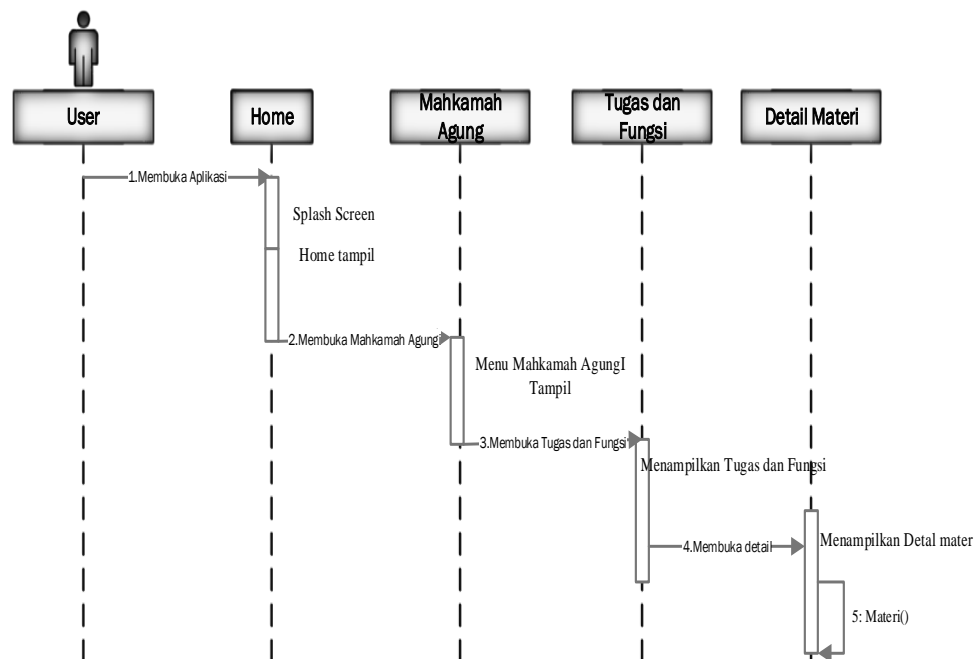 User
Home
Mahkamah
Agung
Tugas dan
Fungsi
Detail Materi
1.Membuka Aplikasi
Splash Screen
Home tampil
2.Membuka Mahkamah Agung
Menu Mahkamah AgungI
Tampil
3.Membuka Tugas dan Fungsi
Menampilkan Tugas dan Fungsi
4.Membuka detail
Menampilkan Detal mater
5: Materi()